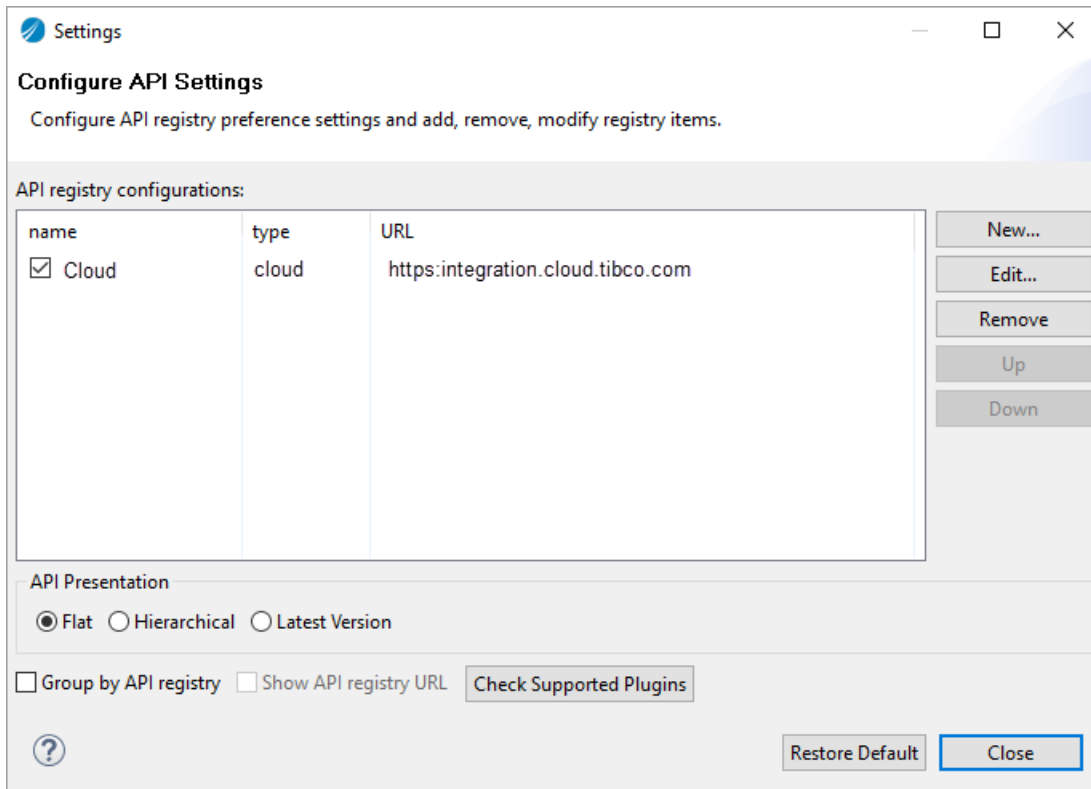 Settings
Configure API Settings
Configure API registry preference settings and add, remove, modify registry items.
API registry configurations:
name type URL
Cloud cloud https:integration.cloud.tibco.com
New...
Edit...
Remove
Up
Down
API Presentation
Flat Hierarchical Latest Version
Group by API registry Show API registry URL Check Supported Plugins
? Restore Default Close